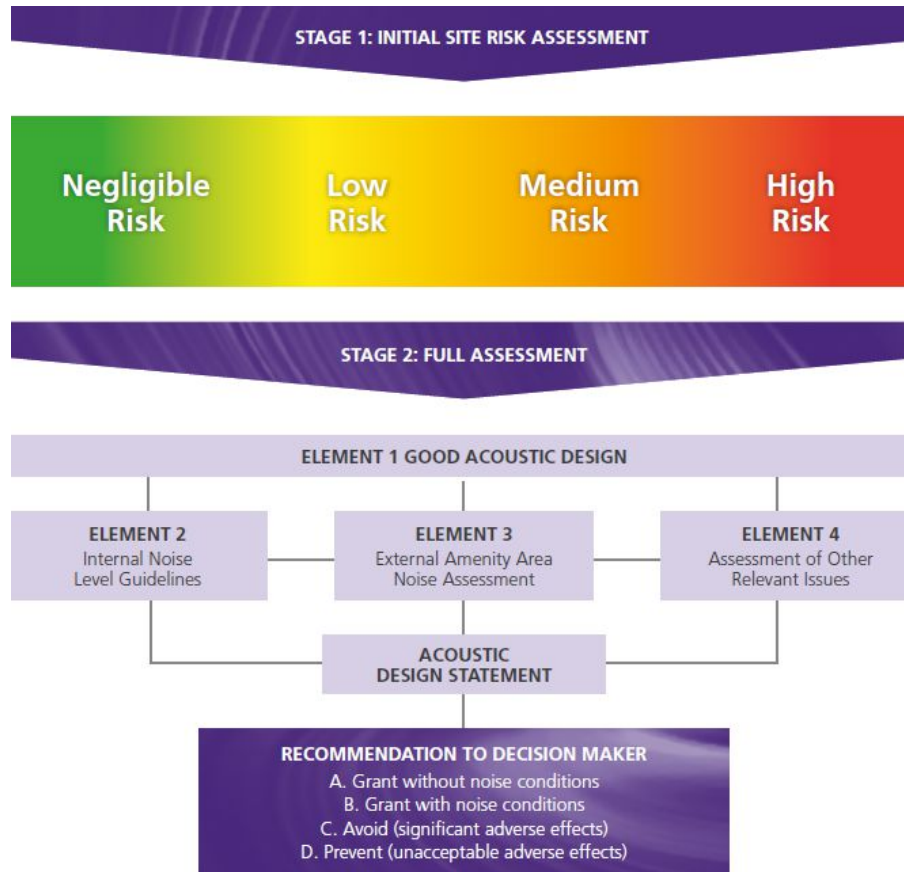 STAGE 1: INITIAL SITE RISK ASSESSMENT
Negligible
Risk
Low
Risk
Medium
Risk
High
Risk
STAGE 2: FULL ASSESSMENT
ELEMENT 1 GOOD ACOUSTIC DESIGN
ELEMENT 2
Internal Noise
Level Guidelines
ELEMENT 3
External Amenity Area
Noise Assessment
ELEMENT 4
Assessment of Other
Relevant Issues
ACOUSTIC
DESIGN STATEMENT
RECOMMENDATION TO DECISION MAKER
A. Grant without noise conditions
B. Grant with noise conditions
C. Avoid (significant adverse effects)
D. Prevent (unacceptable adverse effects)